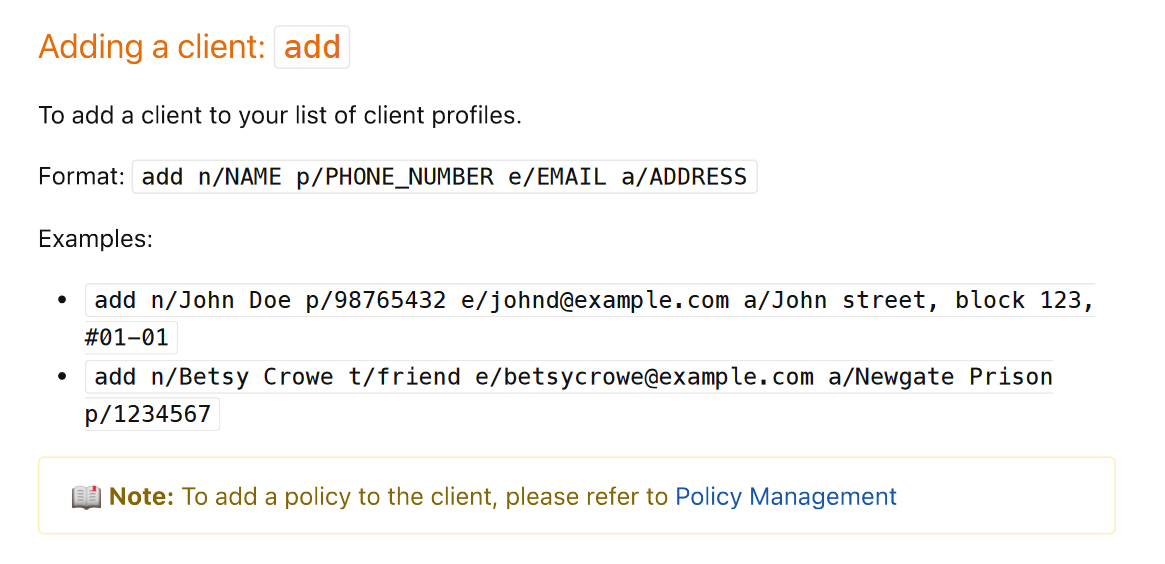 Adding a client: add
To add a client to your list of client profiles.
Format: add n/NAME p/PHONE_NUMBER e/EMAIL a/ADDRESS
Examples:
add n/John Doe p/98765432 e/johnd@example.com a/John street, block 123,
#01-01
add n/Betsy Crowe t/friend e/betsycrowe@example.com a/Newgate Prison
p/1234567
Note: To add a policy to the client, please refer to Policy Management